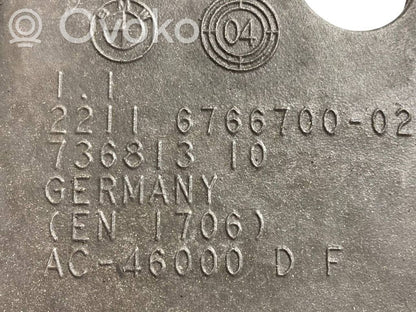 Ovoko
04
1.1
2211 6766700-02
736813 10
GERMANY
(EN 1706)
AC-46000 D F